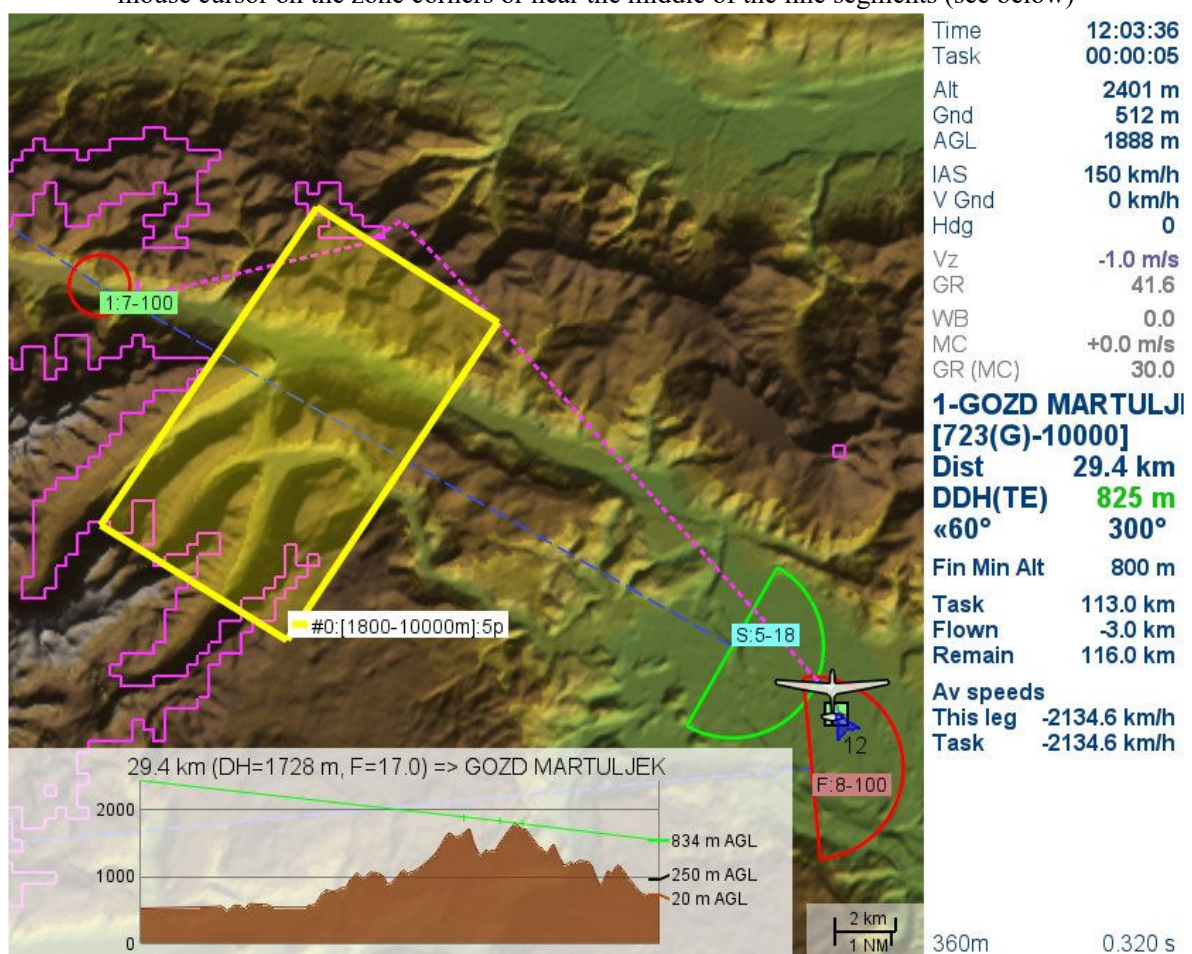 mouse cursor on the zone corners or near the middle of the line segments (see below)
1:7-100
#0:[1800-10000m]:5p
S:5-18
12
F:8-100
29.4 km (DH=1728 m, F=17.0) => GOZD MARTULJEK
2000
1000
0
834 m AGL
250 m AGL
20 m AGL
2 km
1 NM
Time 12:03:36
Task 00:00:05
Alt 2401 m
Gnd 512 m
AGL 1888 m
IAS 150 km/h
V Gnd 0 km/h
Hdg 0
Vz -1.0 m/s
GR 41.6
WB 0.0
MC +0.0 m/s
GR (MC) 30.0
1-GOZD MARTULJ
[723(G)-10000]
Dist 29.4 km
DDH(TE) 825 m
«60° 300°
Fin Min Alt 800 m
Task 113.0 km
Flown -3.0 km
Remain 116.0 km
Av speeds
This leg -2134.6 km/h
Task -2134.6 km/h
360m 0.320 s